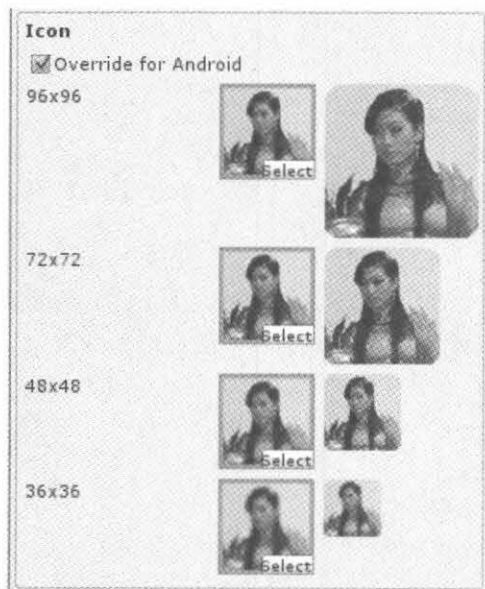 Icon
Override for Android
96x96
Select
72x72
Select
48x48
Select
36x36
Select